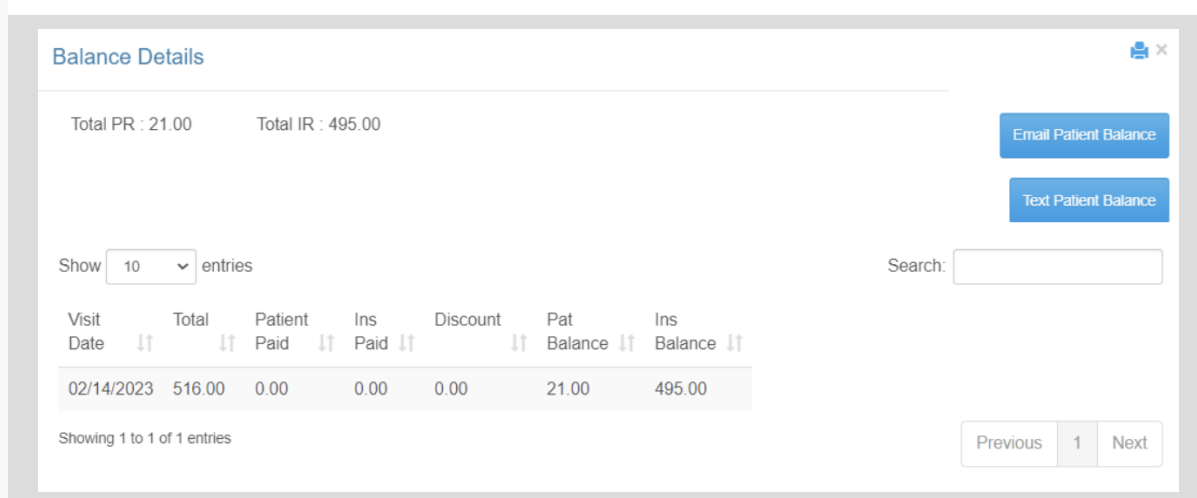 Balance Details
×
Total PR : 21.00 Total IR : 495.00
Email Patient Balance
Text Patient Balance
Show 10 entries Search:
Visit Date Total Patient Paid Ins Paid Discount Pat Balance Ins Balance
02/14/2023 516.00 0.00 0.00 0.00 21.00 495.00
Showing 1 to 1 of 1 entries
Previous 1 Next